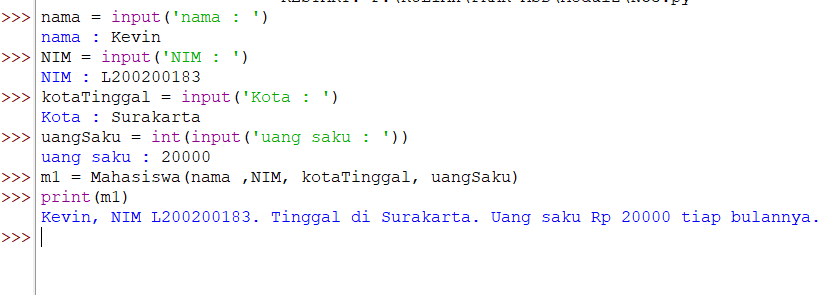 >>> nama = input('nama : ')
nama : Kevin
>>> NIM = input('NIM : ')
NIM : L200200183
>>> kotaTinggal = input('Kota : ')
Kota : Surakarta
>>> uangSaku = int(input('uang saku : '))
uang saku : 20000
>>> m1 = Mahasiswa(nama ,NIM, kotaTinggal, uangSaku)
>>> print(m1)
Kevin, NIM L200200183. Tinggal di Surakarta. Uang saku Rp 20000 tiap bulannya.
>>>